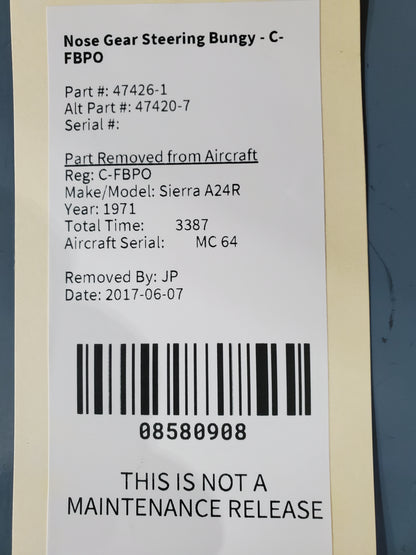 Nose Gear Steering Bungy - C-
FBPO
Part #: 47426-1
Alt Part #: 47420-7
Serial #:
Part Removed from Aircraft
Reg: C-FBPO
Make/Model: Sierra A24R
Year: 1971
Total Time: 3387
Aircraft Serial: MC 64
Removed By: JP
Date: 2017-06-07
08580908
THIS IS NOT A
MAINTENANCE RELEASE